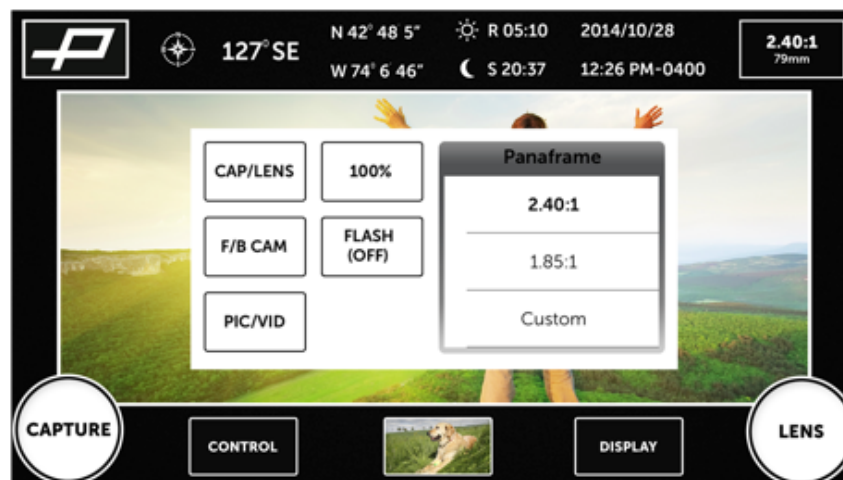 127° SE
N 42° 48' 5"
W 74° 6' 46"
R 05:10
S 20:37
2014/10/28
12:26 PM-0400
2.40:1
79mm
CAP/LENS
100%
F/B CAM
FLASH
(OFF)
PIC/VID
Panaframe
2.40:1
1.85:1
Custom
CAPTURE
CONTROL
DISPLAY
LENS